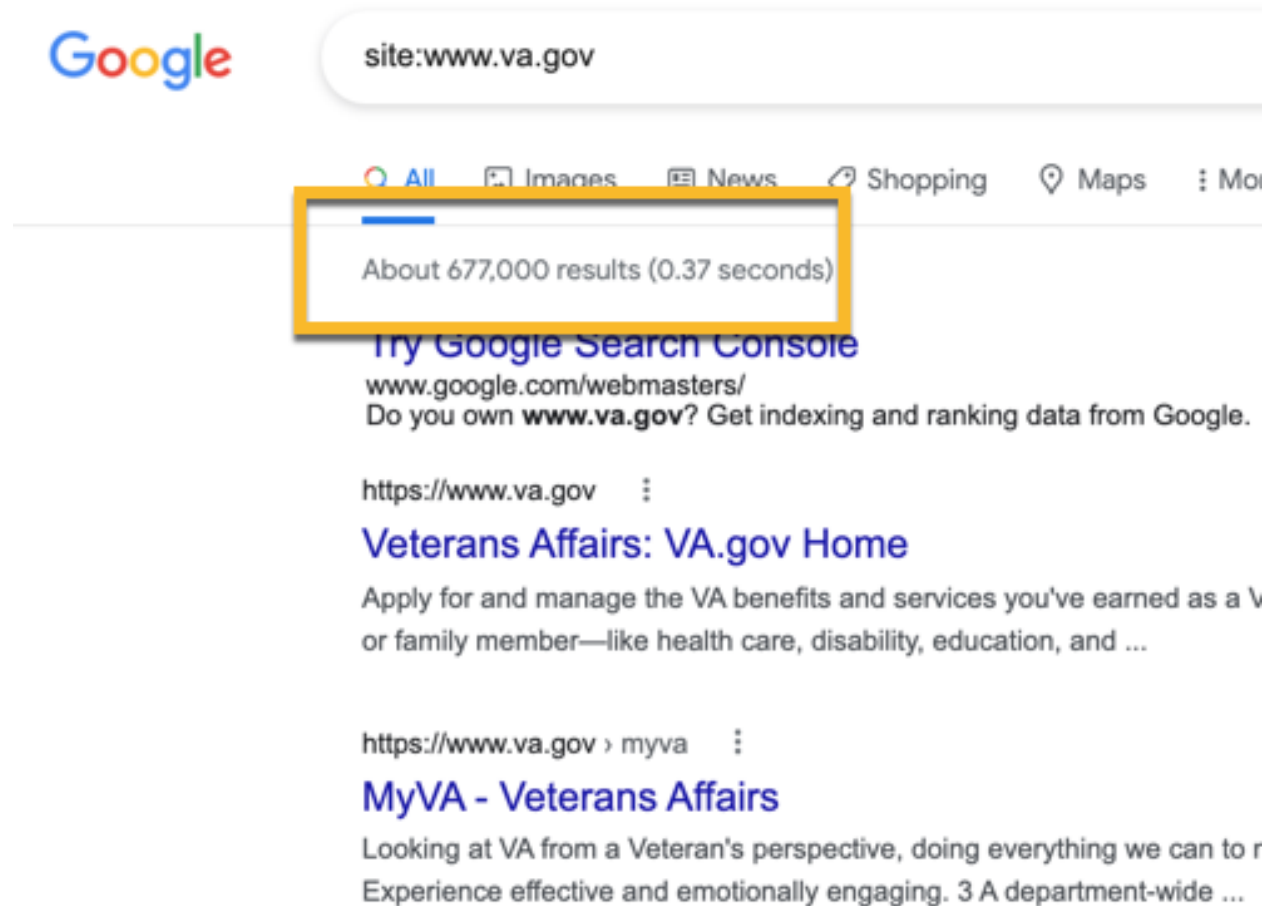 Google
site:www.va.gov
All Images News Shopping Maps Mor
About 677,000 results (0.37 seconds)
Try Google Search Console
www.google.com/webmasters/
Do you own www.va.gov? Get indexing and ranking data from Google.
https://www.va.gov
Veterans Affairs: VA.gov Home
Apply for and manage the VA benefits and services you've earned as a V
or family member—like health care, disability, education, and ...
https://www.va.gov › myva
MyVA - Veterans Affairs
Looking at VA from a Veteran's perspective, doing everything we can to
Experience effective and emotionally engaging. 3 A department-wide ...